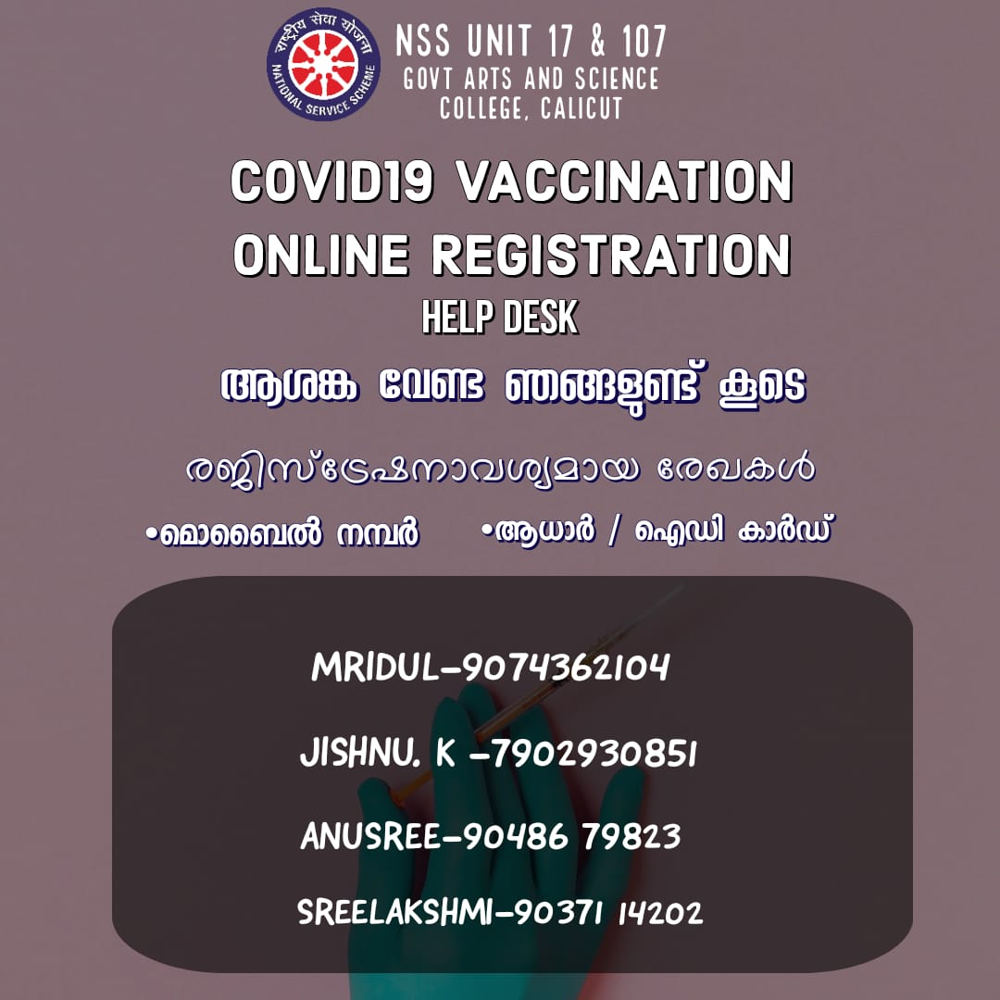 राष्ट्रीय सेवा योजना
NATIONAL SERVICE SCHEME
NSS UNIT 17 & 107
GOVT ARTS AND SCIENCE
COLLEGE, CALICUT
COVID19 VACCINATION
ONLINE REGISTRATION
HELP DESK
ആശങ്ക വേണ്ട ഞങ്ങളുണ്ട് കൂടെ
രജിസ്ട്രേഷനാവശ്യമായ രേഖകൾ
•മൊബൈൽ നമ്പർ •ആധാർ / ഐഡി കാർഡ്
MRIDUL-9074362104
JISHNU. K -7902930851
ANUSREE-90486 79823
SREELAKSHMI-90371 14202